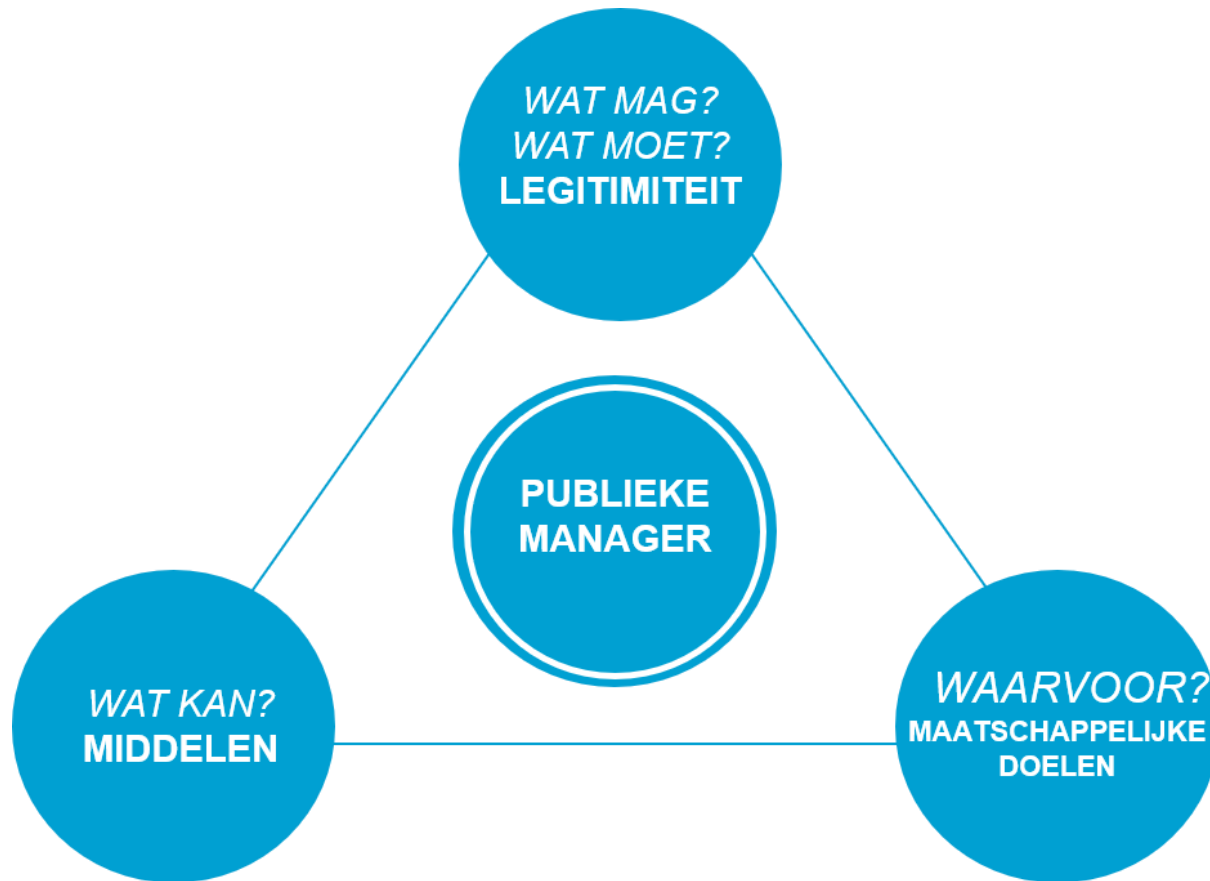 WAT MAG?
WAT MOET?
LEGITIMITEIT
PUBLIEKE
MANAGER
WAT KAN?
MIDDELEN
WAARVOOR?
MAATSCHAPPELIJKE
DOELEN